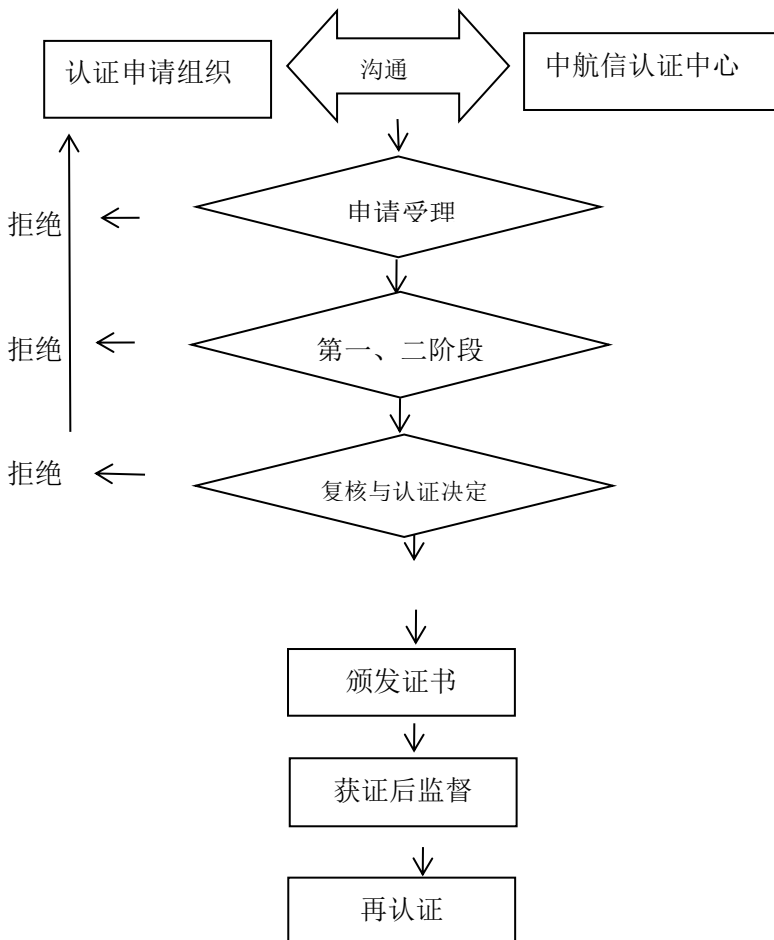 认证申请组织
沟通
中航信认证中心
申请受理
拒绝
第一、二阶段
拒绝
复核与认证决定
拒绝
颁发证书
获证后监督
再认证